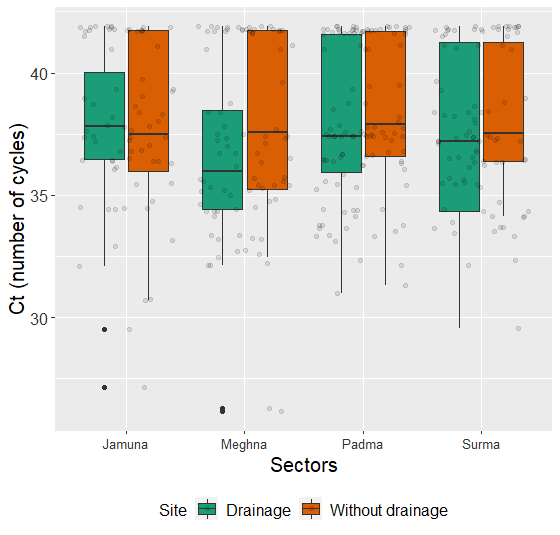 Ct (number of cycles)
40
35
30
Jamuna Meghna Padma Surma
Sectors
Site Drainage Without drainage